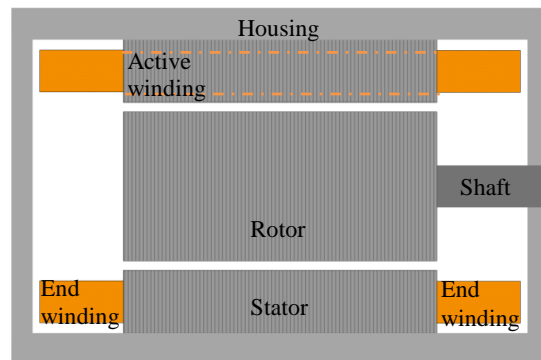 Housing
Active
winding
Shaft
Rotor
End
winding
Stator
End
winding